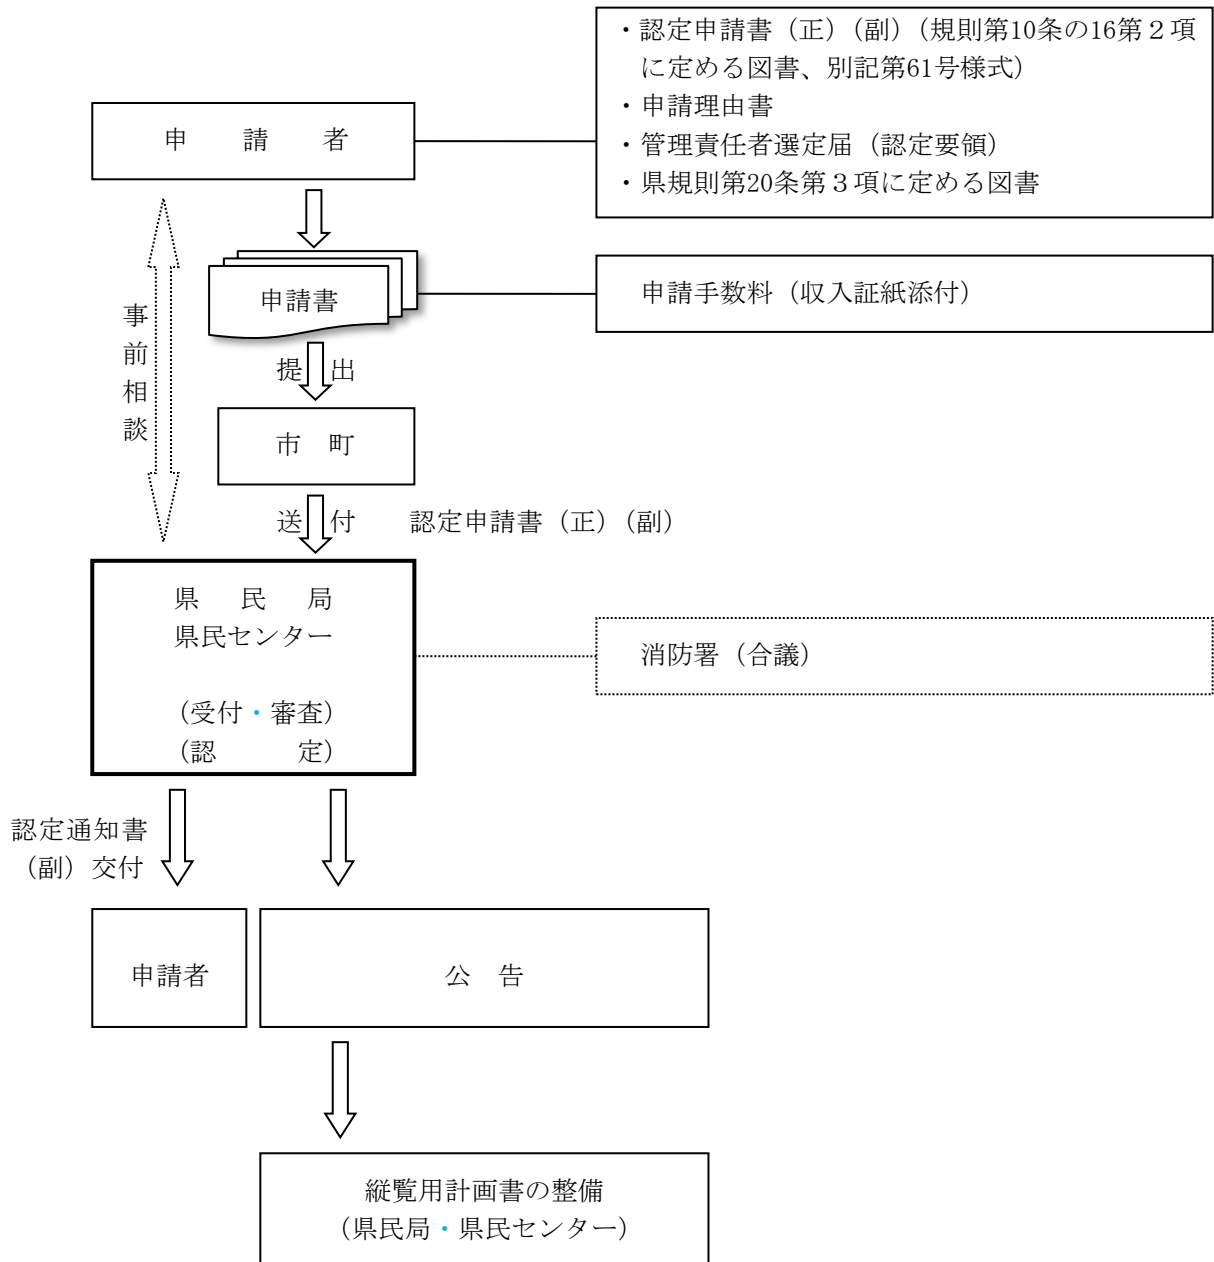 ・認定申請書（正）（副）（規則第10条の16第２項
に定める図書、別記第61号様式）
・申請理由書
・管理責任者選定届（認定要領）
・県規則第20条第３項に定める図書
申　請　者
事前相談
申請書
申請手数料（収入証紙添付）
提出
市　町
送付　認定申請書（正）（副）
県　民　局
県民センター
（受付・審査）
（認　　定）
消防署（合議）
認定通知書
（副）交付
申請者
公　告
縦覧用計画書の整備
（県民局・県民センター）